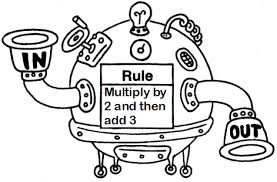 IN
Rule
Multiply by
2 and then
add 3
OUT